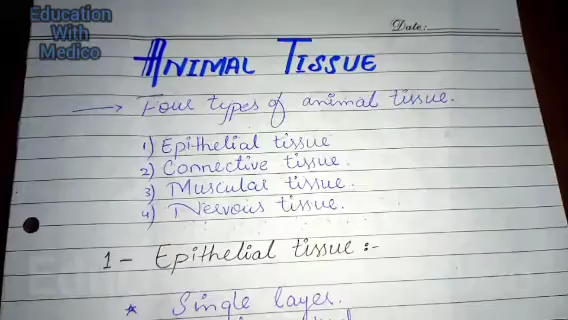 Education
With
Medico
Date:
ANIMAL TISSUE
→ Four types of animal tissue.
1) Epithelial tissue
2) Connective tissue.
3) Muscular tissue.
4) Nervous tissue.
1- Epithelial tissue :-
* Single layer.